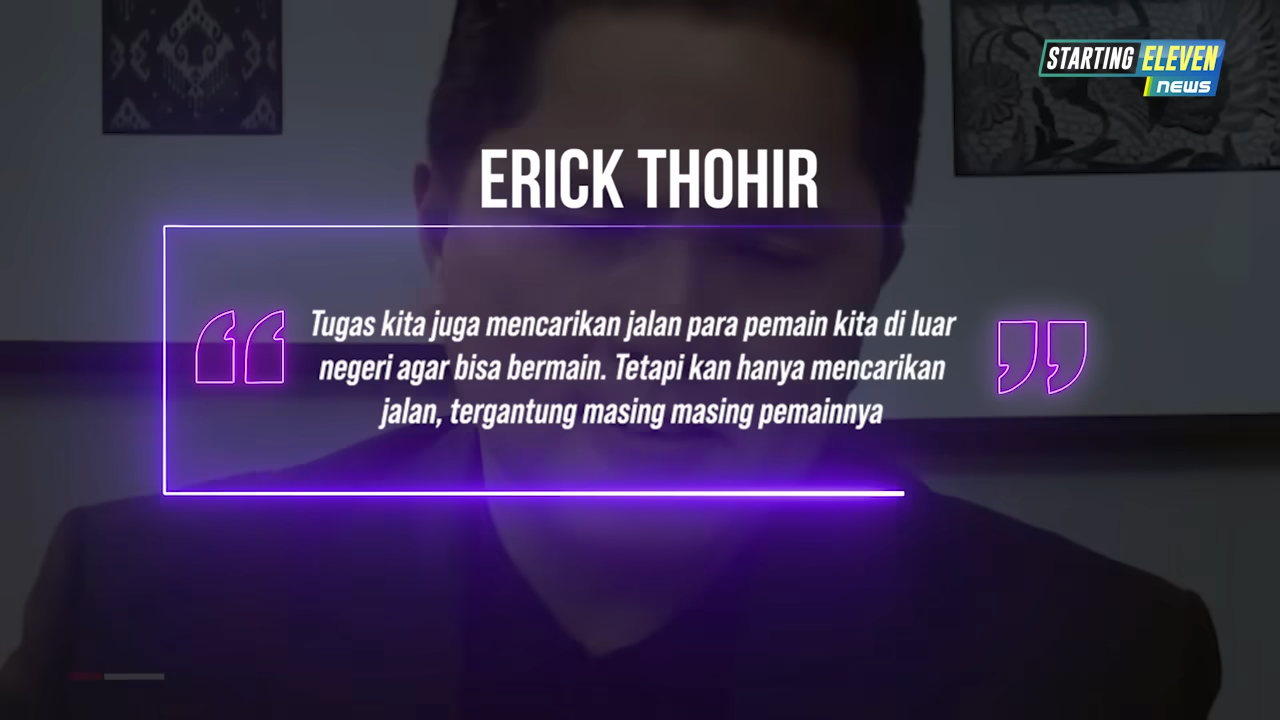 STARTING ELEVEN
news
ERICK THOHIR
Tugas kita juga mencarikan jalan para pemain kita di luar
negeri agar bisa bermain. Tetapi kan hanya mencarikan
jalan, tergantung masing masing pemainnya